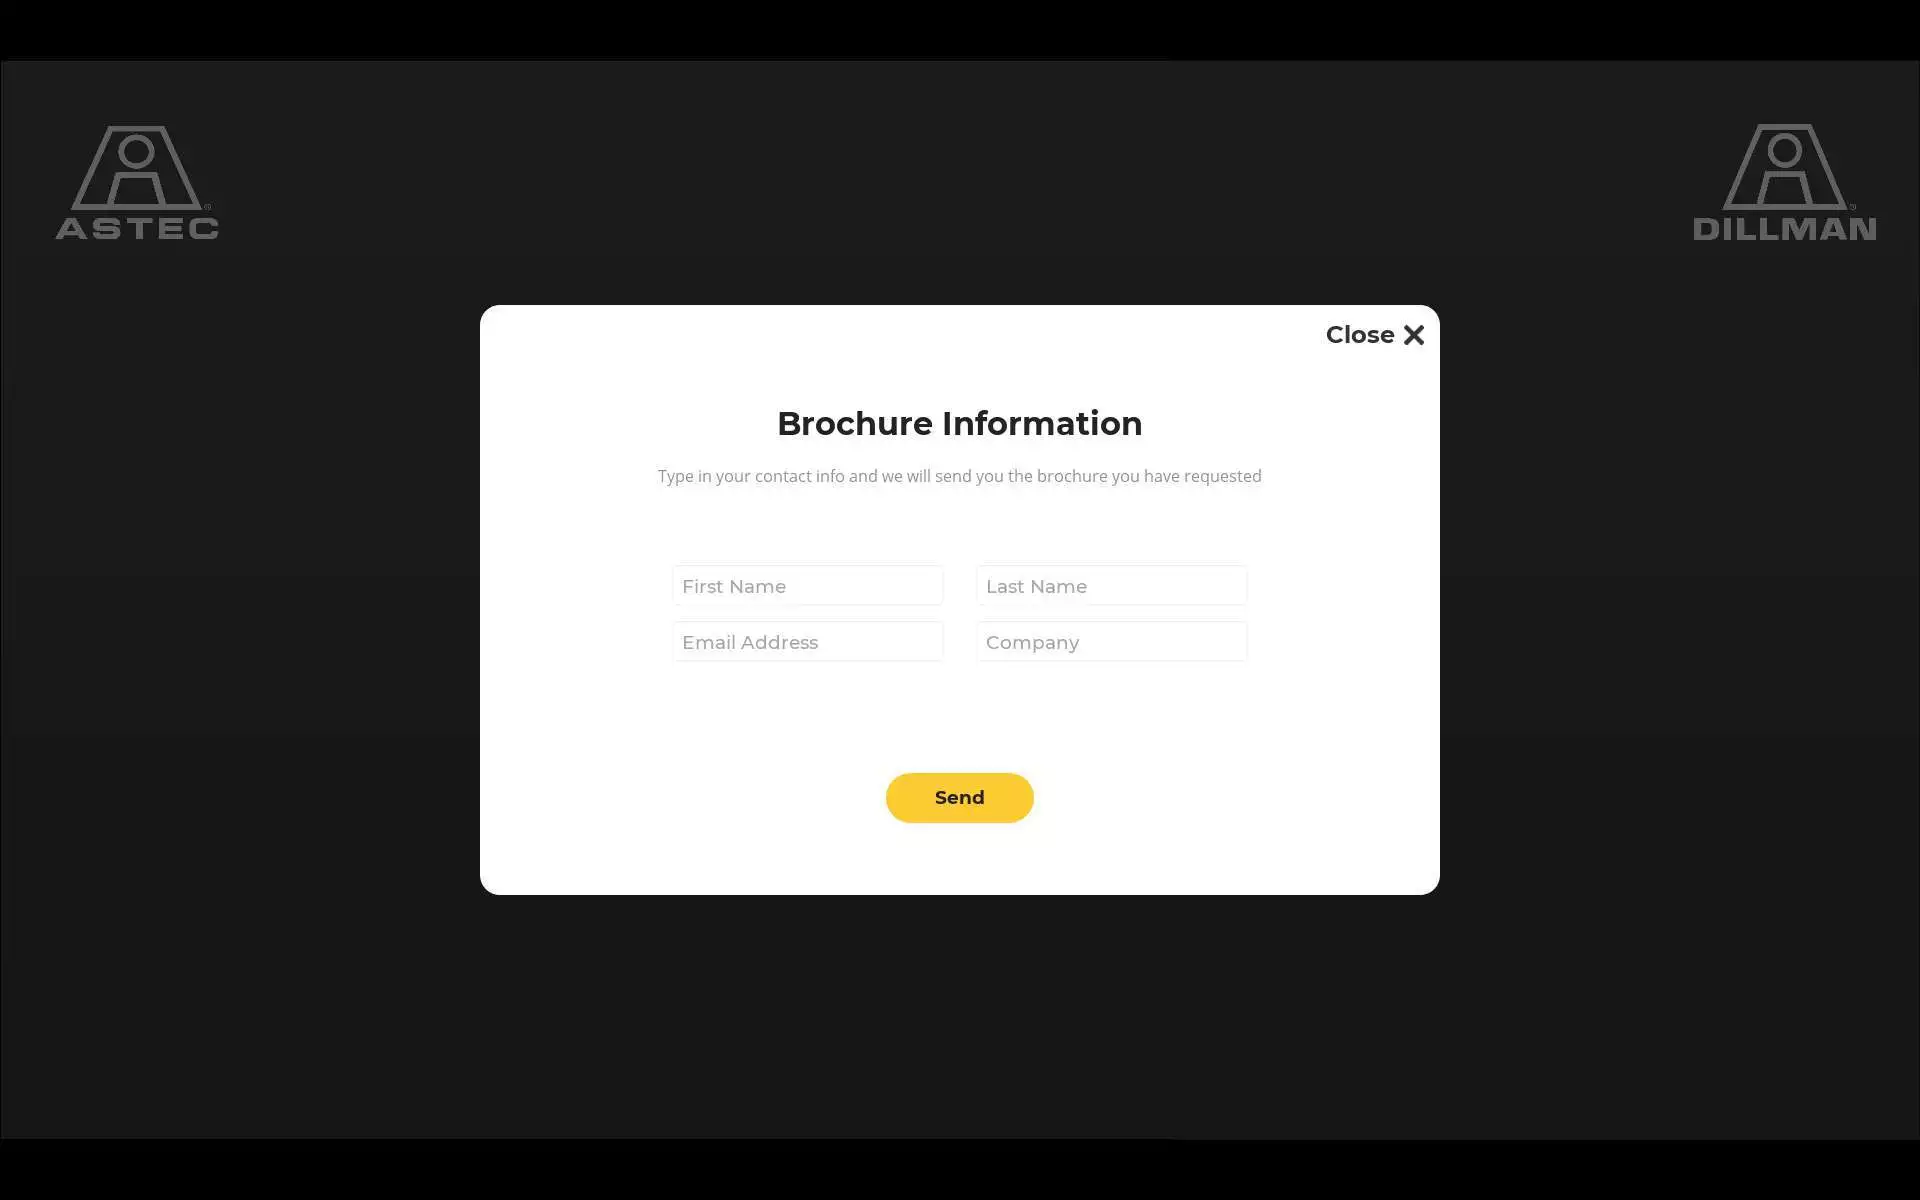 ASTEC
DILLMAN
Close
Brochure Information
Type in your contact info and we will send you the brochure you have requested
First Name
Last Name
Email Address
Company
Send